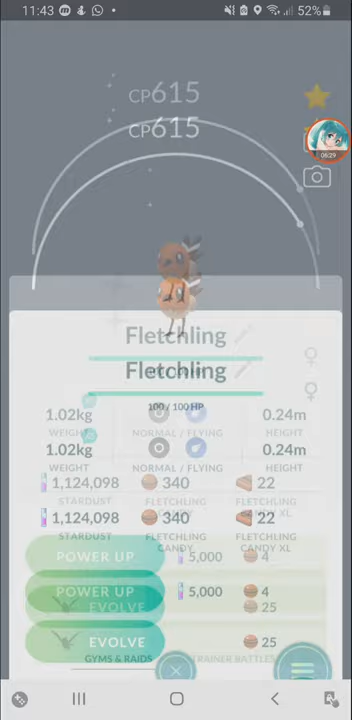 11:43 52%
CP615
CP615
06:29
Fletchling
Fletchling
100 / 100 HP
1.02kg 0.24m
WEIGHT NORMAL / FLYING HEIGHT
1.02kg 0.24m
WEIGHT NORMAL / FLYING HEIGHT
1,124,098 340 22
STARDUST FLETCHLING CANDY FLETCHLING CANDY XL
1,124,098 340 22
STARDUST FLETCHLING CANDY FLETCHLING CANDY XL
POWER UP 5,000 4
POWER UP 5,000 4
EVOLVE 25
EVOLVE 25
GYMS & RAIDS TRAINER BATTLES